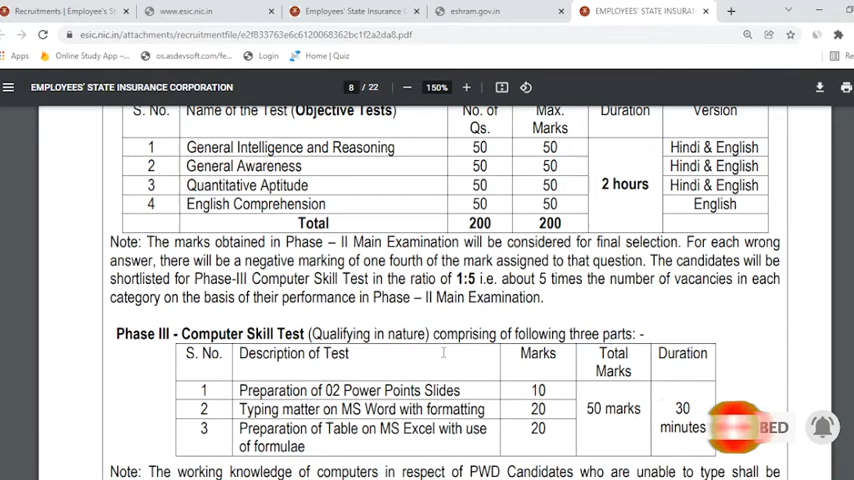 Recruitments | Employee's St
www.esic.nic.in
Employees' State Insurance C
eshram.gov.in
EMPLOYEES' STATE INSURAN
esic.nic.in/attachments/recruitmentfile/e2f833763e6c6120068362bc1f2a2da8.pdf
Apps
Online Study App –...
os.asdevsoft.com/fe...
Login
Home | Quiz
Re
EMPLOYEES' STATE INSURANCE CORPORATION
8 / 22
150%
S. No. Name of the Test (Objective Tests) No. of Qs. Max. Marks Duration Version
1 General Intelligence and Reasoning 50 50 Hindi & English
2 General Awareness 50 50 Hindi & English
3 Quantitative Aptitude 50 50 2 hours Hindi & English
4 English Comprehension 50 50 English
Total 200 200
Note: The marks obtained in Phase – II Main Examination will be considered for final selection. For each wrong
answer, there will be a negative marking of one fourth of the mark assigned to that question. The candidates will be
shortlisted for Phase-III Computer Skill Test in the ratio of 1:5 i.e. about 5 times the number of vacancies in each
category on the basis of their performance in Phase – II Main Examination.
Phase III - Computer Skill Test (Qualifying in nature) comprising of following three parts: -
S. No. Description of Test Marks Total Marks Duration
1 Preparation of 02 Power Points Slides 10
2 Typing matter on MS Word with formatting 20 50 marks 30
3 Preparation of Table on MS Excel with use 20 minutes
of formulae
BED
Note: The working knowledge of computers in respect of PWD Candidates who are unable to type shall be